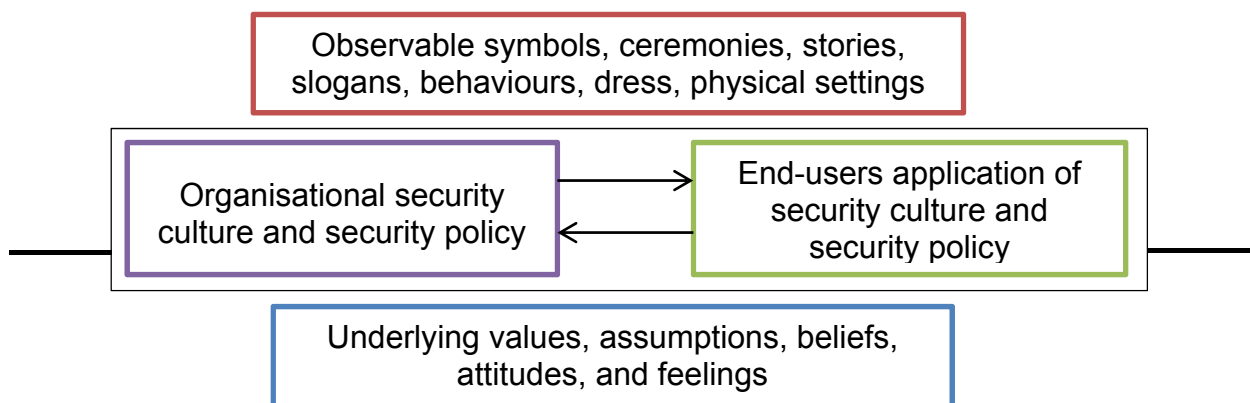 Observable symbols, ceremonies, stories,
slogans, behaviours, dress, physical settings
Organisational security
culture and security policy
End-users application of
security culture and
security policy
Underlying values, assumptions, beliefs,
attitudes, and feelings